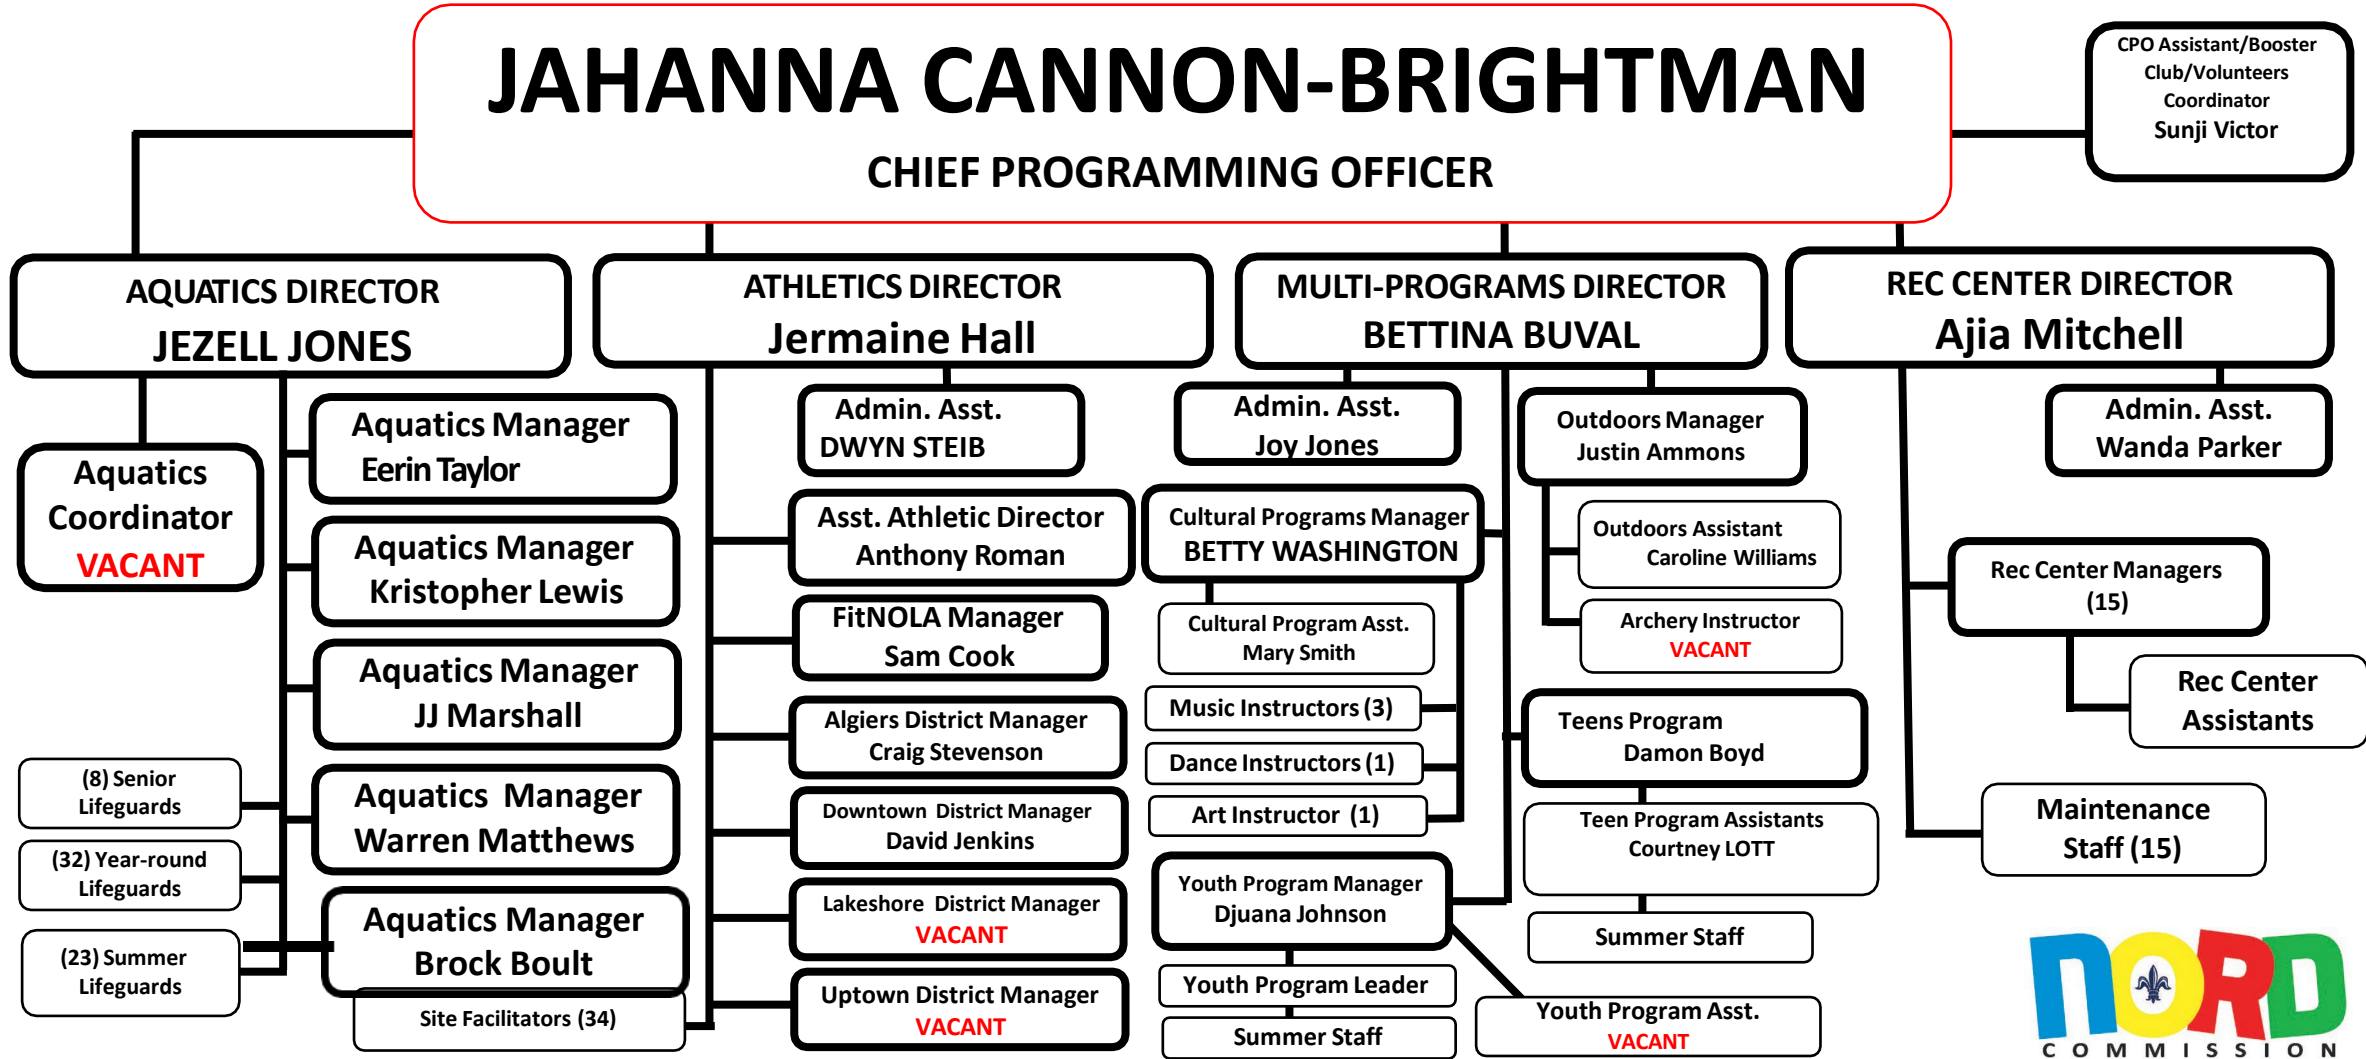 JAHANNA CANNON-BRIGHTMAN
CHIEF PROGRAMMING OFFICER
CPO Assistant/Booster
Club/Volunteers
Coordinator
Sunji Victor
AQUATICS DIRECTOR
JEZELL JONES
Aquatics
Coordinator
VACANT
Aquatics Manager
Eerin Taylor
Aquatics Manager
Kristopher Lewis
Aquatics Manager
JJ Marshall
Aquatics Manager
Warren Matthews
Aquatics Manager
Brock Boult
(8) Senior
Lifeguards
(32) Year-round
Lifeguards
(23) Summer
Lifeguards
ATHLETICS DIRECTOR
Jermaine Hall
Admin. Asst.
DWYN STEIB
Asst. Athletic Director
Anthony Roman
FitNOLA Manager
Sam Cook
Algiers District Manager
Craig Stevenson
Downtown District Manager
David Jenkins
Lakeshore District Manager
VACANT
Uptown District Manager
VACANT
Site Facilitators (34)
MULTI-PROGRAMS DIRECTOR
BETTINA BUVAL
Admin. Asst.
Joy Jones
Cultural Programs Manager
BETTY WASHINGTON
Cultural Program Asst.
Mary Smith
Music Instructors (3)
Dance Instructors (1)
Art Instructor (1)
Youth Program Manager
Djuana Johnson
Youth Program Leader
Summer Staff
Youth Program Asst.
VACANT
Outdoors Manager
Justin Ammons
Outdoors Assistant
Caroline Williams
Archery Instructor
VACANT
Teens Program
Damon Boyd
Teen Program Assistants
Courtney LOTT
Summer Staff
REC CENTER DIRECTOR
Ajia Mitchell
Admin. Asst.
Wanda Parker
Rec Center Managers
(15)
Rec Center
Assistants
Maintenance
Staff (15)
NORD
COMMISSION